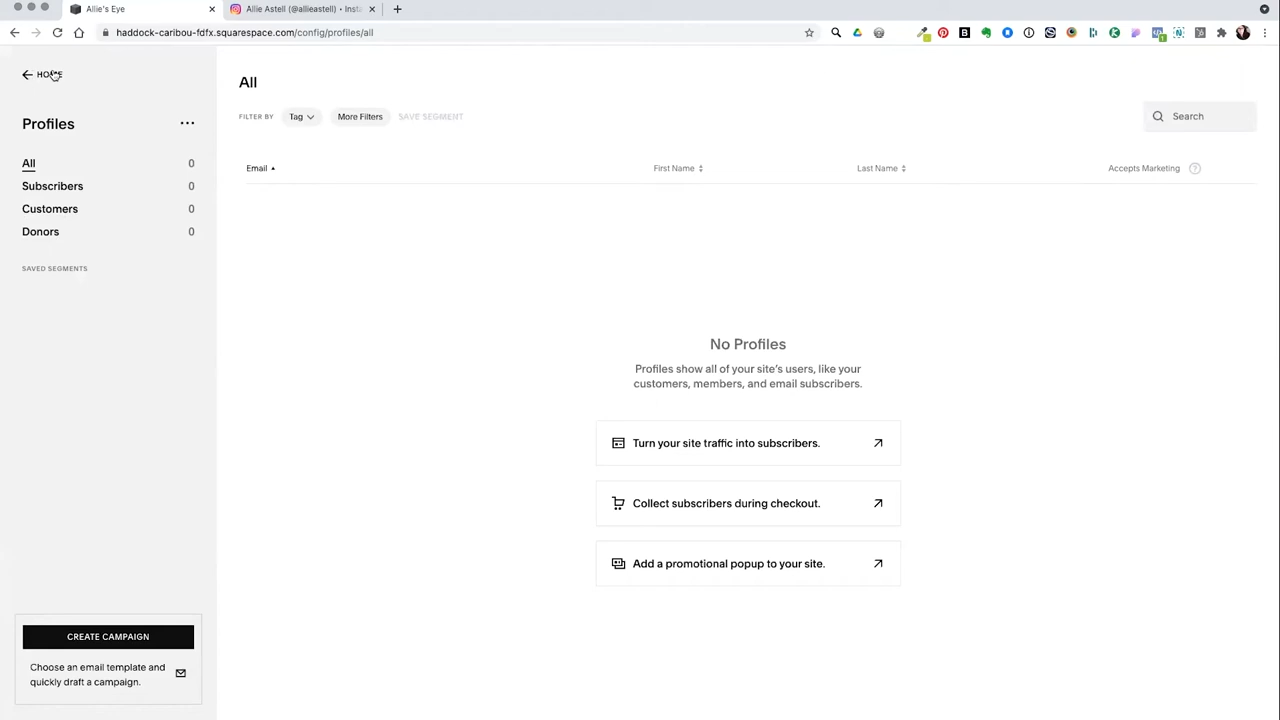 Allie's Eye
Allie Astell (@allieastell) • Insta
haddock-caribou-fdfx.squarespace.com/config/profiles/all
HOME
Profiles
All 0
Subscribers 0
Customers 0
Donors 0
SAVED SEGMENTS
CREATE CAMPAIGN
Choose an email template and
quickly draft a campaign.
All
FILTER BY Tag More Filters SAVE SEGMENT
Search
Email First Name Last Name Accepts Marketing ?
No Profiles
Profiles show all of your site's users, like your
customers, members, and email subscribers.
Turn your site traffic into subscribers.
Collect subscribers during checkout.
Add a promotional popup to your site.